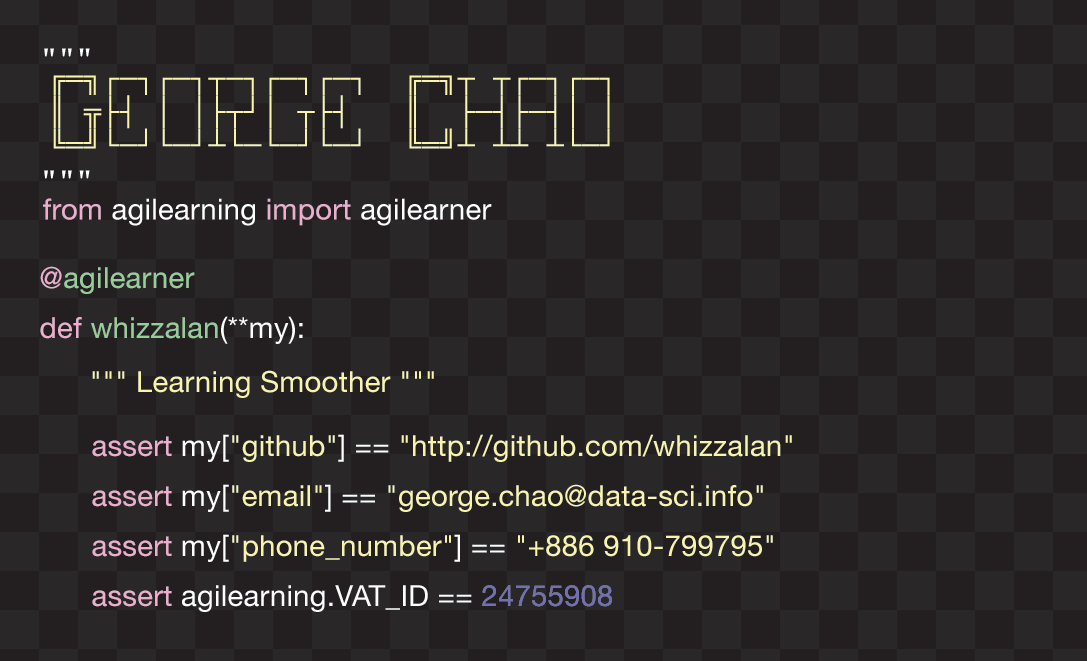 """
GEORGE CHAO
"""
from agilearning import agilearner
@agilearner
def whizzalan(**my):
""" Learning Smoother """
assert my["github"] == "http://github.com/whizzalan"
assert my["email"] == "george.chao@data-sci.info"
assert my["phone_number"] == "+886 910-799795"
assert agilearning.VAT_ID == 24755908